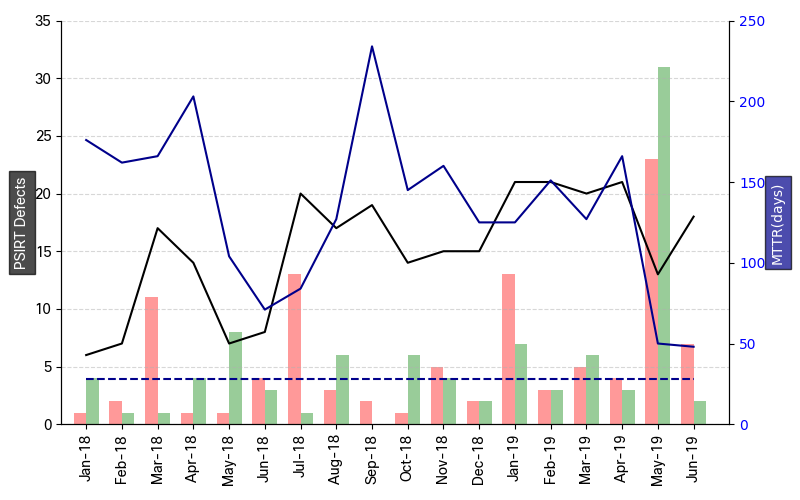 35
30
25
20
15
10
5
0
PSIRT Defects
250
200
150
100
50
0
MTTR(days)
Jan-18
Feb-18
Mar-18
Apr-18
May-18
Jun-18
Jul-18
Aug-18
Sep-18
Oct-18
Nov-18
Dec-18
Jan-19
Feb-19
Mar-19
Apr-19
May-19
Jun-19